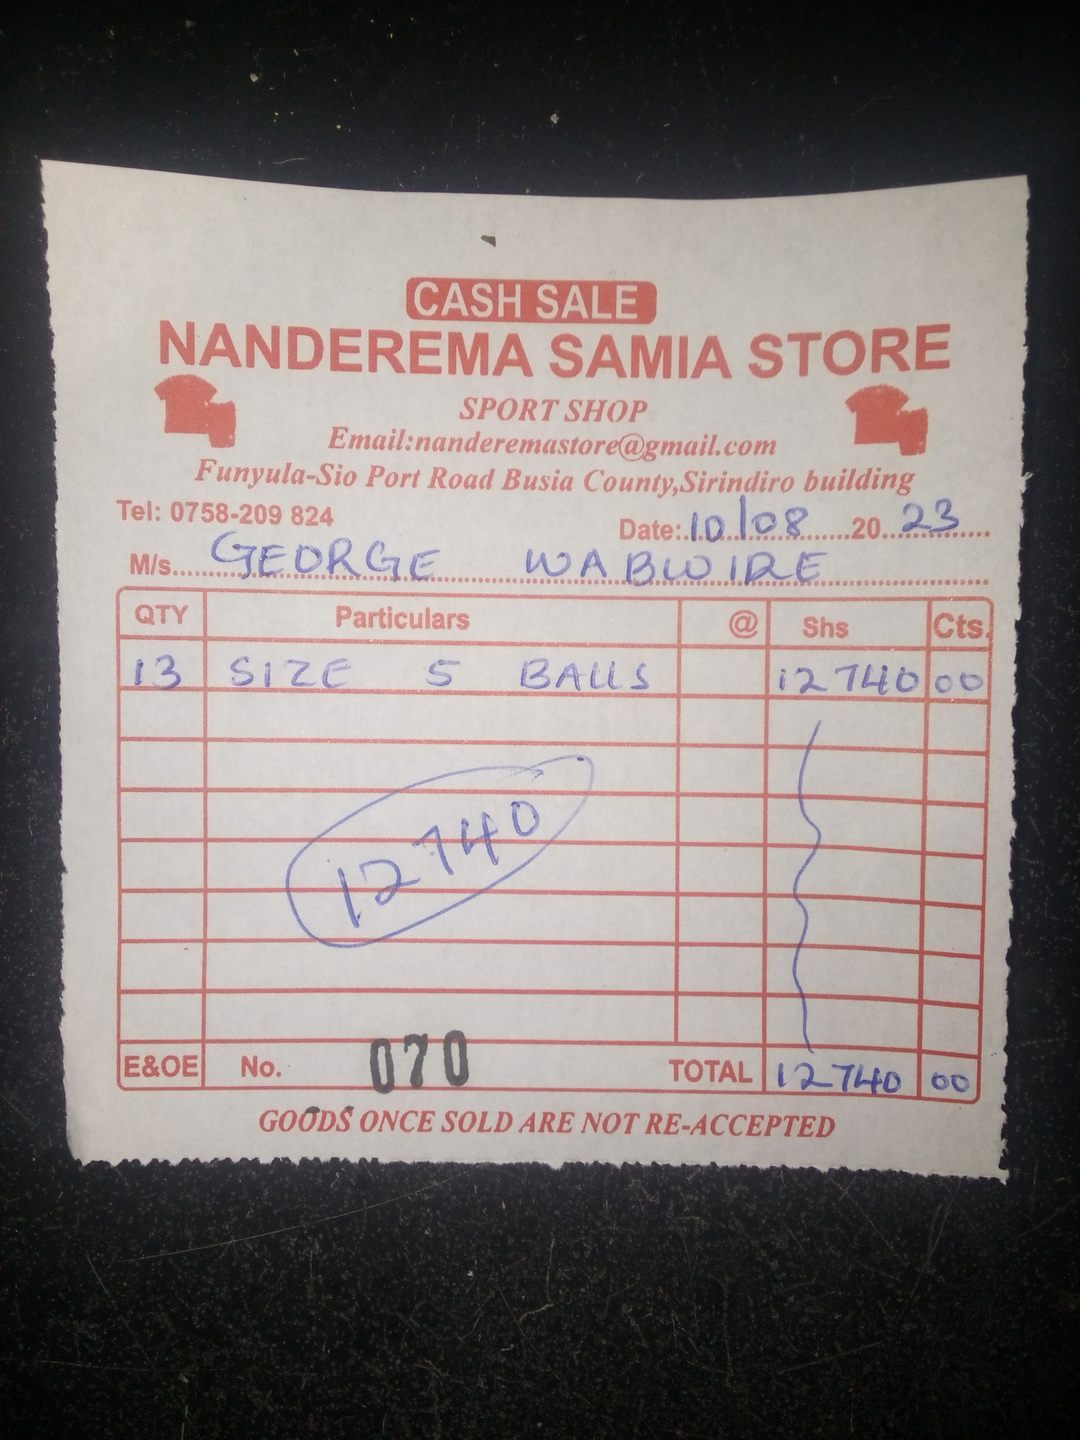 CASH SALE
NANDEREMA SAMIA STORE
SPORT SHOP
Email:nanderemastore@gmail.com
Funyula-Sio Port Road Busia County,Sirindiro building
Tel: 0758-209 824
Date: 10/08 20 23
M/s. GEORGE WABWIRE
QTY Particulars @ Shs Cts.
13 SIZE 5 BALLS 12740 00
12740
E&OE No. 070 TOTAL 12740 00
GOODS ONCE SOLD ARE NOT RE-ACCEPTED